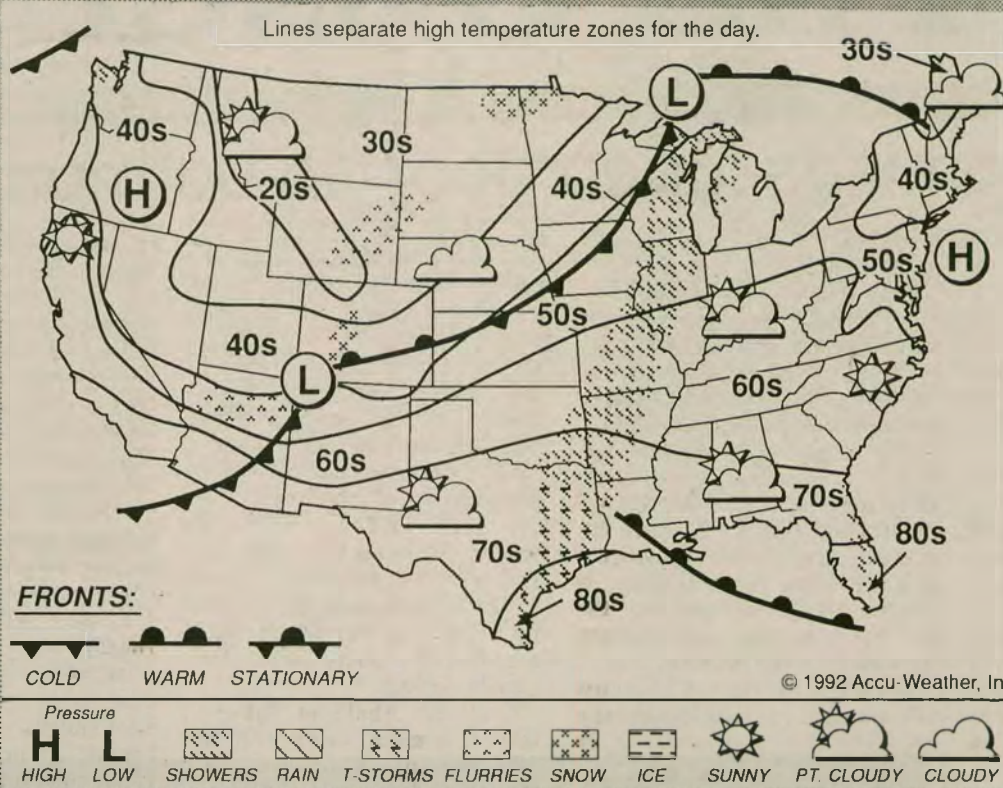 Lines separate high temperature zones for the day.
30s
L
40s
30s
20s
H
40s
40s
50s
H
50s
40s
L
60s
60s
70s
70s
80s
80s
FRONTS:
COLD WARM STATIONARY
© 1992 Accu-Weather, In
Pressure
H L
HIGH LOW SHOWERS RAIN T-STORMS FLURRIES SNOW ICE SUNNY PT. CLOUDY CLOUDY